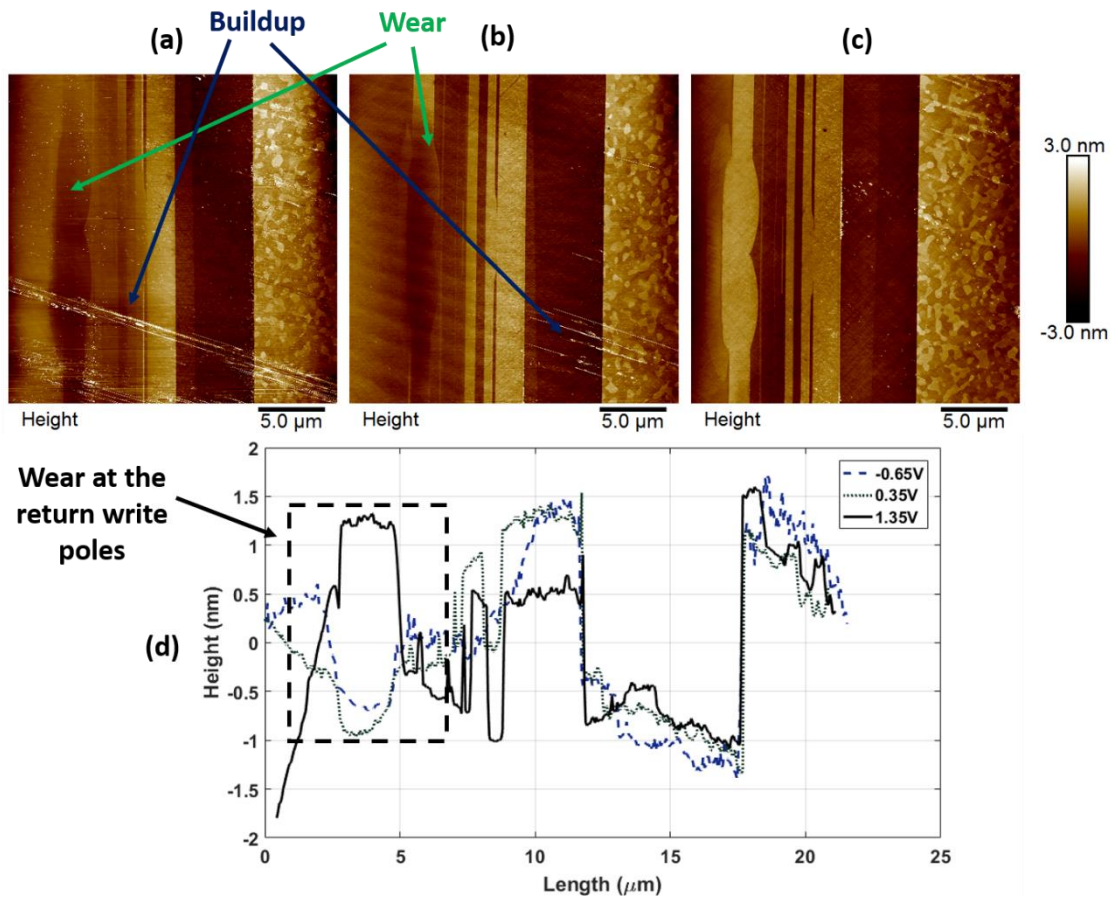 Buildup
Wear
(a)
(b)
(c)
3.0 nm
-3.0 nm
Height
5.0 µm
Height
5.0 µm
Height
5.0 µm
Wear at the
return write
poles
(d)
2
1.5
1
0.5
0
-0.5
-1
-1.5
-2
Height (nm)
-0.65V
0.35V
1.35V
0
5
10
15
20
25
Length (μm)